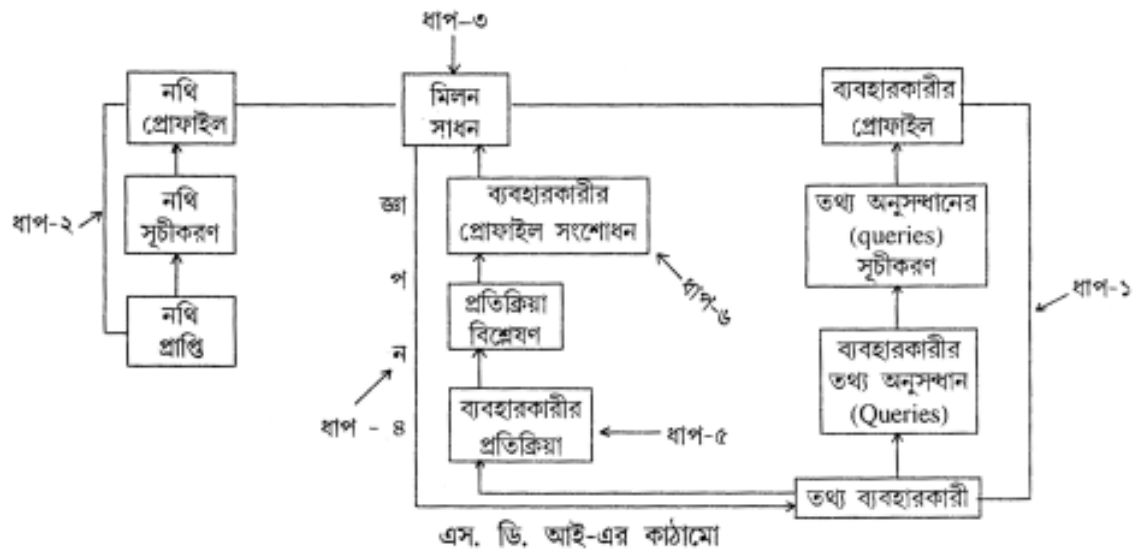 ধাপ-৩
নথি
প্রোফাইল
মিলন
সাধন
ব্যবহারকারীর
প্রোফাইল
ধাপ-২
নথি
সূচীকরণ
জ্ঞা
প
ন
ব্যবহারকারীর
প্রোফাইল সংশোধন
তথ্য অনুসন্ধানের
(queries)
সূচীকরণ
ধাপ-৬
ধাপ-১
নথি
প্রাপ্তি
প্রতিক্রিয়া
বিশ্লেষণ
ব্যবহারকারীর
তথ্য অনুসন্ধান
(Queries)
ধাপ - ৪
ব্যবহারকারীর
প্রতিক্রিয়া
ধাপ-৫
তথ্য ব্যবহারকারী
এস. ডি. আই-এর কাঠামো